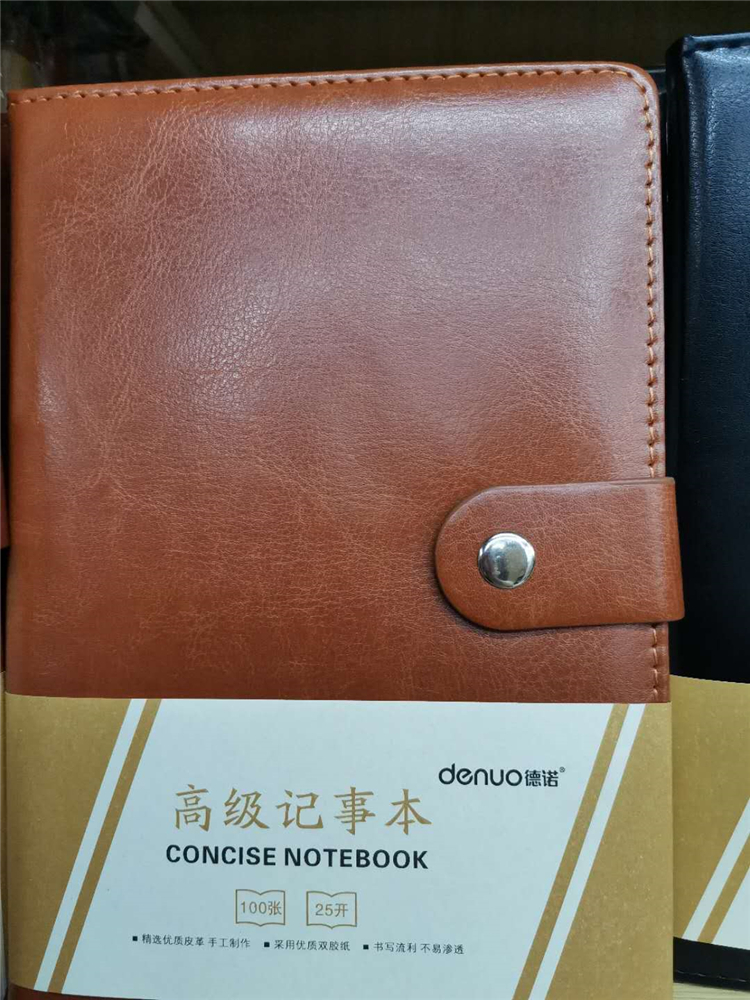 denuo德诺®
高级记事本
CONCISE NOTEBOOK
100张 25开
▪ 精选优质皮革 手工制作 ▪ 采用优质双胶纸 ▪ 书写流利 不易渗透